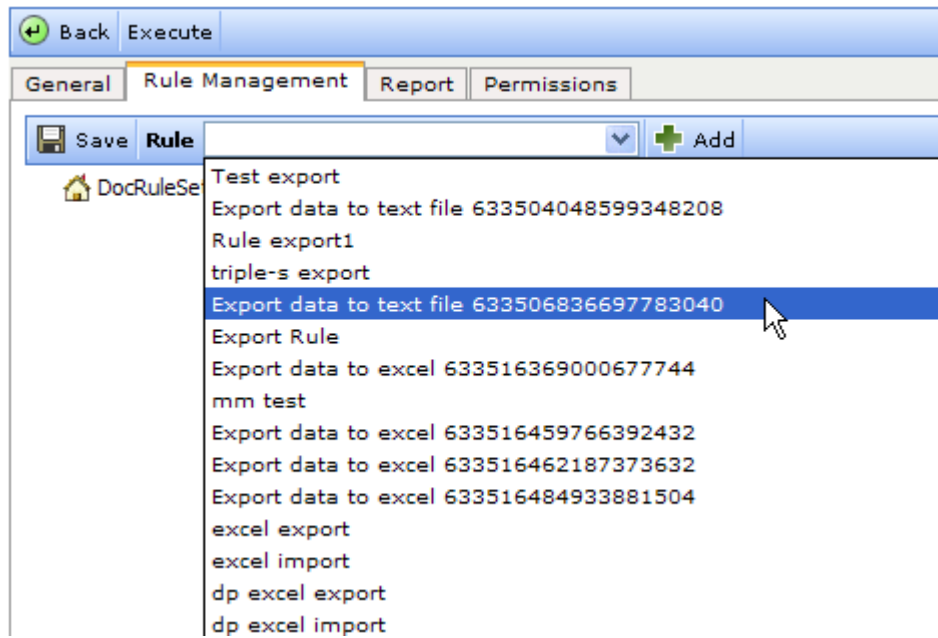 Back Execute
General Rule Management Report Permissions
Save Rule Add
DocRuleSet
Test export
Export data to text file 633504048599348208
Rule export1
triple-s export
Export data to text file 633506836697783040
Export Rule
Export data to excel 633516369000677744
mm test
Export data to excel 633516459766392432
Export data to excel 633516462187373632
Export data to excel 633516484933881504
excel export
excel import
dp excel export
dp excel import